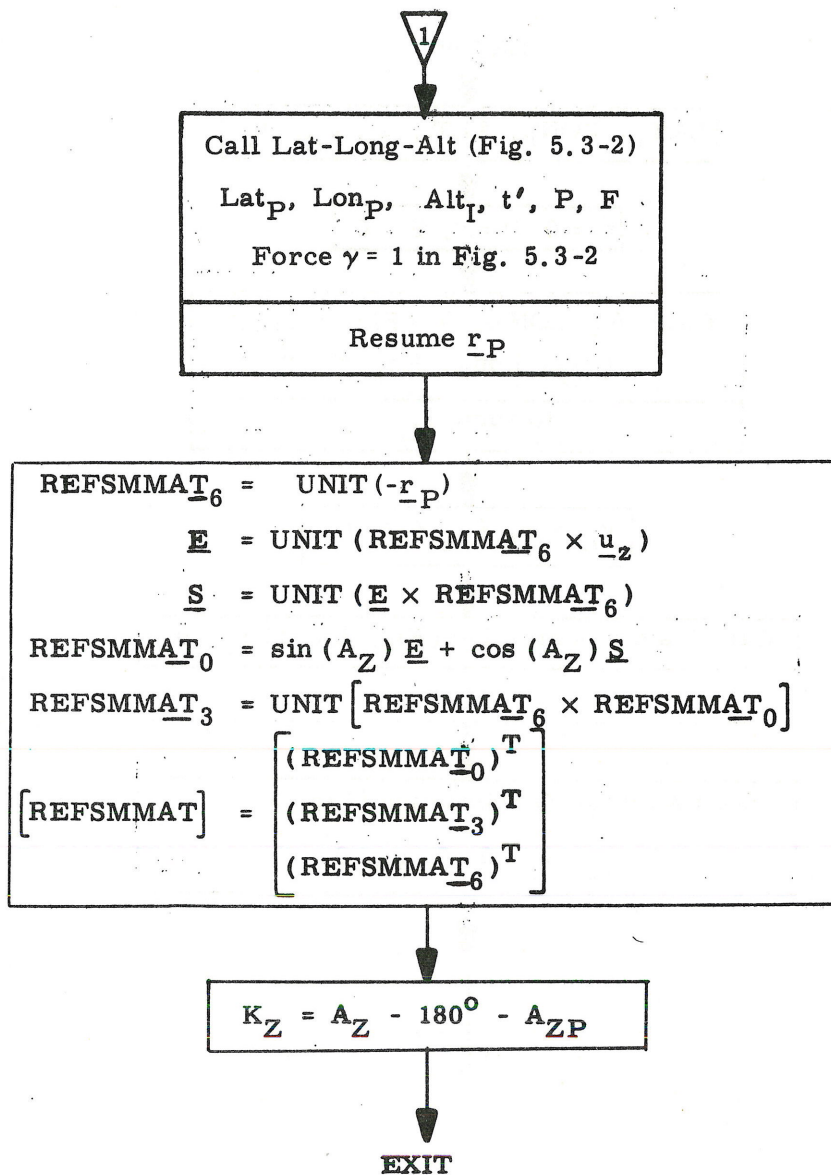 1
Call Lat-Long-Alt (Fig. 5.3-2)
Lat_P, Lon_P, Alt_I, t′, P, F
Force γ = 1 in Fig. 5.3-2
Resume r_P
REFSMMAT_6 = UNIT (-r_P)
E = UNIT (REFSMMAT_6 × u_z)
S = UNIT (E × REFSMMAT_6)
REFSMMAT_0 = sin (A_Z) E + cos (A_Z) S
REFSMMAT_3 = UNIT [REFSMMAT_6 × REFSMMAT_0]
(REFSMMAT_0)^T
[REFSMMAT] = (REFSMMAT_3)^T
(REFSMMAT_6)^T
K_Z = A_Z - 180° - A_ZP
EXIT